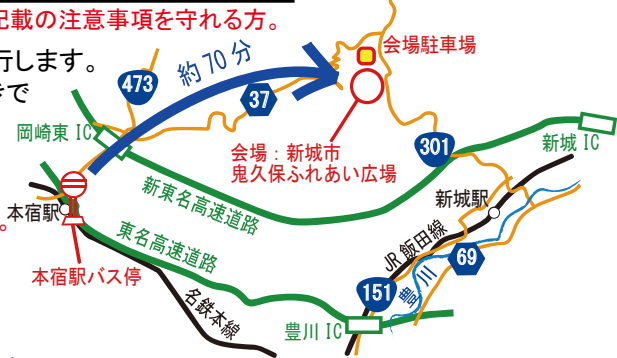 記載の注意事項を守れる方。
行します。
きで
約70分
会場駐車場
473
37
岡崎東 IC
会場：新城市
鬼久保ふれあい広場
301
新城 IC
新東名高速道路
本宿駅
新城駅
東名高速道路
JR飯田線
69
本宿駅バス停
151
豊川
名鉄本線
豊川 IC